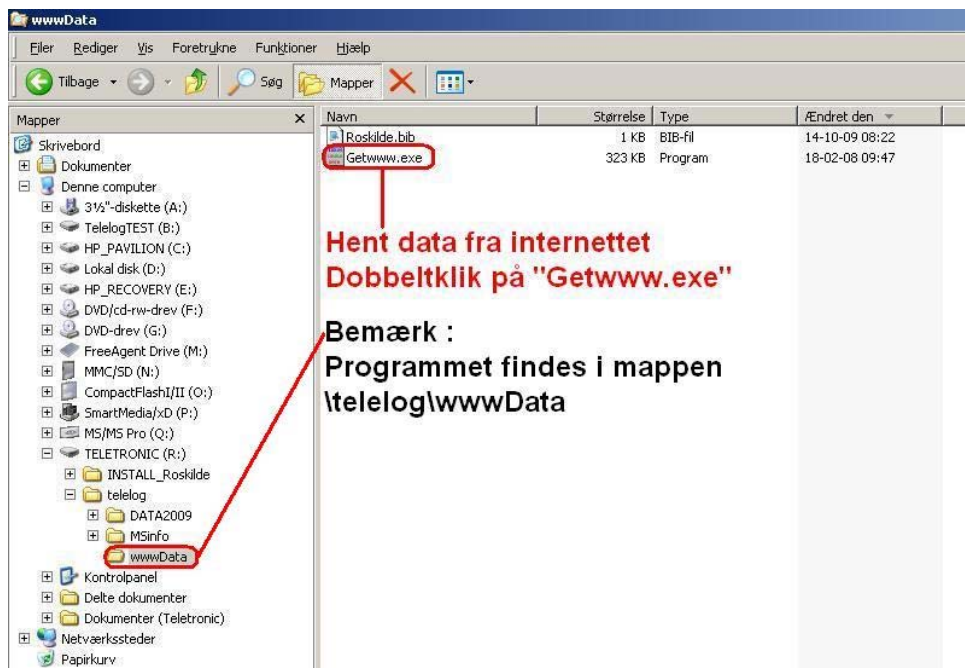 wwwData
Filer Rediger Vis Foretrukne Funktioner Hjælp
Tilbage Søg Mapper
Mapper
Skrivebord
Dokumenter
Denne computer
3½"-diskette (A:)
TelelogTEST (B:)
HP_PAVILION (C:)
Lokal disk (D:)
HP_RECOVERY (E:)
DVD/cd-rw-drev (F:)
DVD-drev (G:)
FreeAgent Drive (M:)
MMC/SD (N:)
CompactFlashI/II (O:)
SmartMedia/xD (P:)
MS/MS Pro (Q:)
TELETRONIC (R:)
INSTALL_Roskilde
telelog
DATA2009
MSinfo
wwwData
Kontrolpanel
Delte dokumenter
Dokumenter (Teletronic)
Netværkssteder
Papirkurv
Navn Størrelse Type Ændret den
Roskilde.bib 1 KB BIB-fil 14-10-09 08:22
Getwww.exe 323 KB Program 18-02-08 09:47
Hent data fra internettet
Dobbeltklik på "Getwww.exe"
Bemærk :
Programmet findes i mappen
\telelog\wwwData